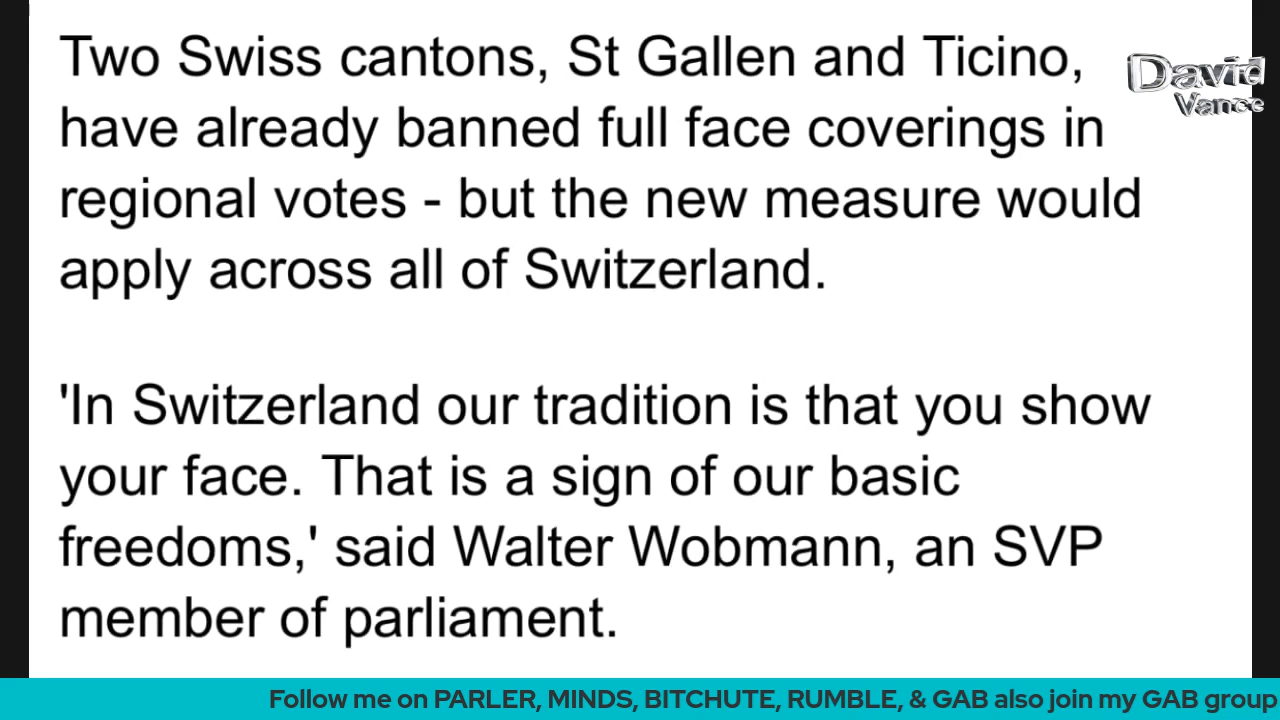 Two Swiss cantons, St Gallen and Ticino,
have already banned full face coverings in
regional votes - but the new measure would
apply across all of Switzerland.
'In Switzerland our tradition is that you show
your face. That is a sign of our basic
freedoms,' said Walter Wobmann, an SVP
member of parliament.
David
Vance
Follow me on PARLER, MINDS, BITCHUTE, RUMBLE, & GAB also join my GAB group